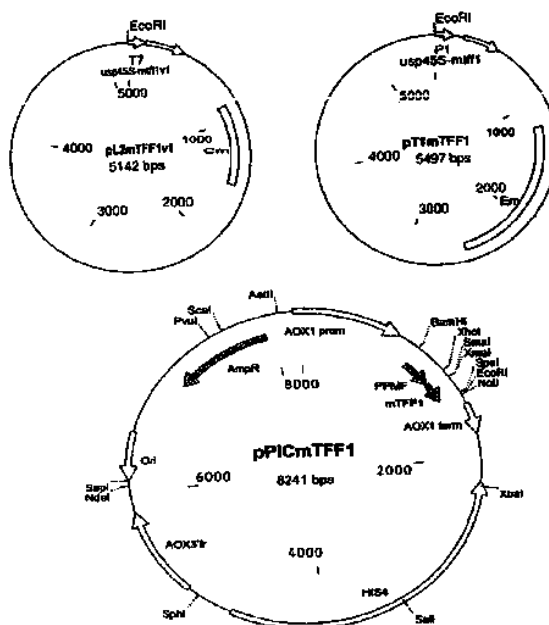 EcoRI
T7
usp45S-mtff1v1
5000
1000
Cm
4000
pL2mTFF1v1
5142 bps
3000
2000
EcoRI
P1
usp45S-mtff1
5000
1000
4000
pT1mTFF1
5497 bps
2000
Em
3000
AatII
ScaI
PvuI
AOX1 prom
BamHI
XhoI
SmaI
XmaI
SpeI
EcoRI
NotI
AmpR
8000
PPMF
mTFF1
AOX1 term
pPICmTFF1
8241 bps
Ori
6000
2000
SapI
NdeI
XbaI
AOX3'fr
4000
HIS4
SphI
SalI